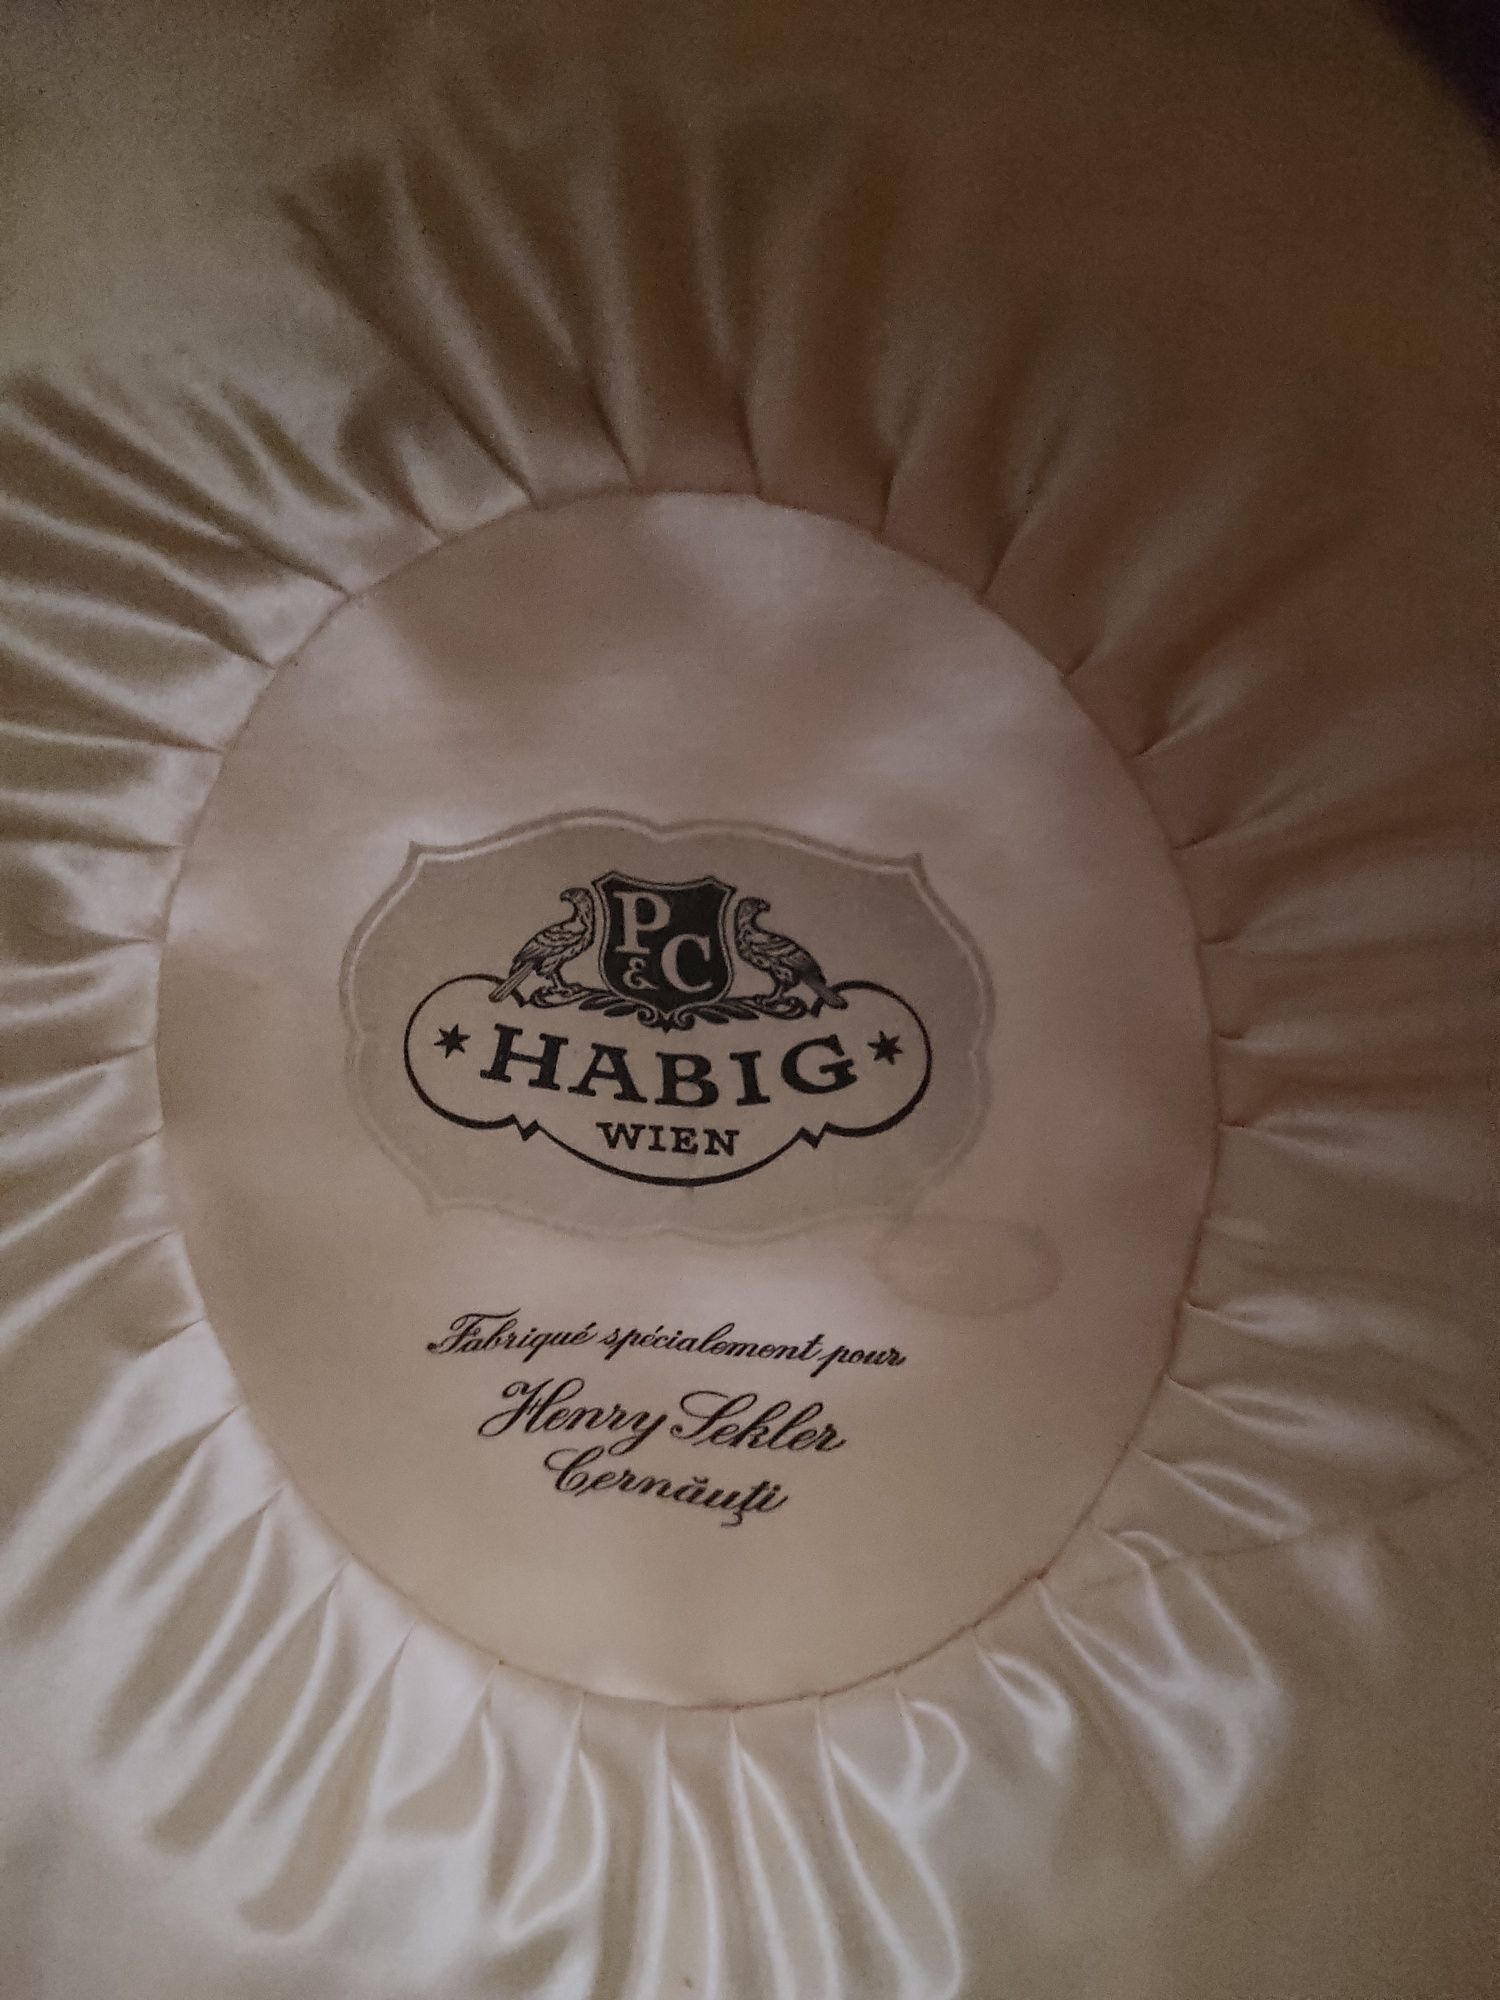 P
& C
★ HABIG ★
WIEN
Fabriqué spécialement pour
Henry Sekler
Cernăuţi